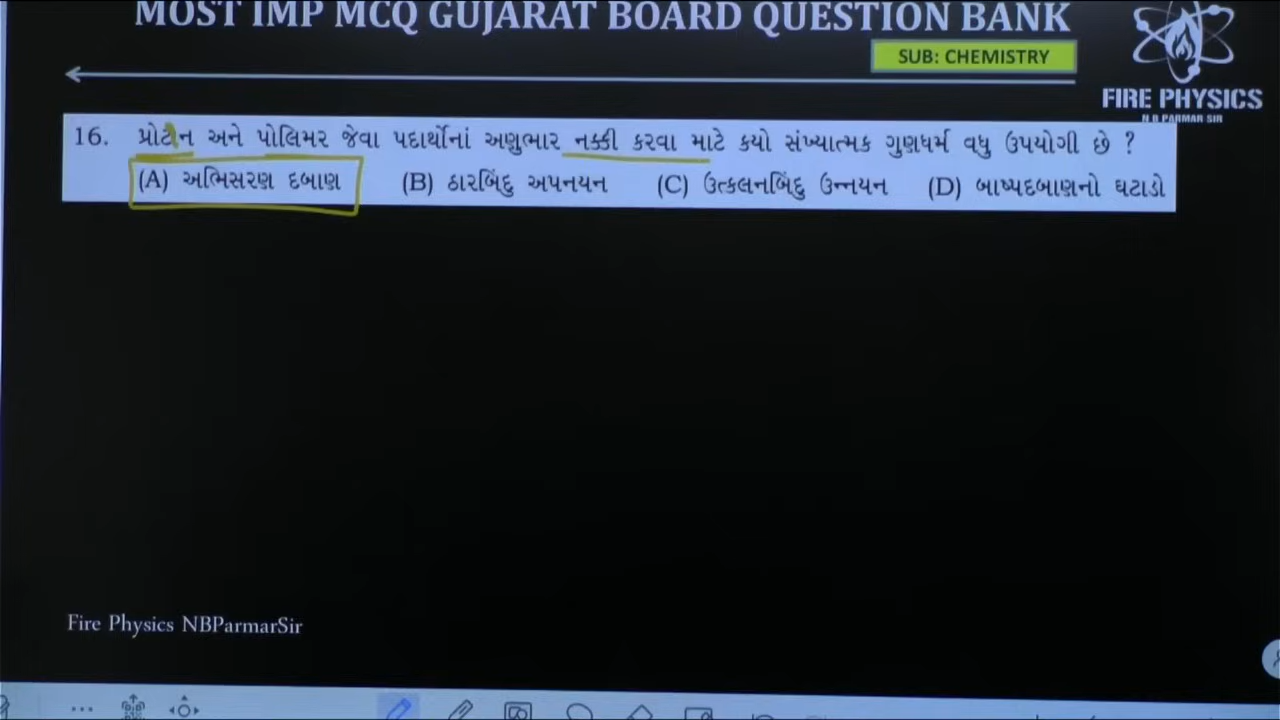 MOST IMP MCQ GUJARAT BOARD QUESTION BANK
SUB: CHEMISTRY
FIRE PHYSICS
N B PARMAR SIR
16. પ્રોટીન અને પોલિમર જેવા પદાર્થોનાં અણુભાર નક્કી કરવા માટે કયો સંખ્યાત્મક ગુણધર્મ વધુ ઉપયોગી છે ?
(A) અભિસરણ દબાણ (B) ઠારબિંદુ અપનયન (C) ઉત્કલનબિંદુ ઉન્નયન (D) બાષ્પદબાણનો ઘટાડો
Fire Physics NBParmarSir